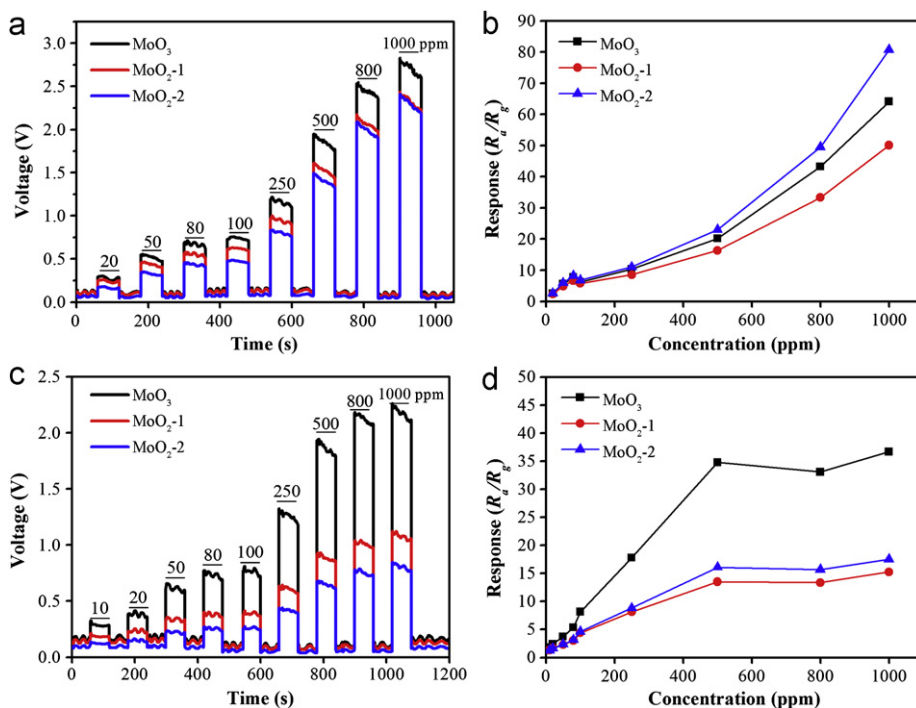 a
3.0
2.5
2.0
1.5
1.0
0.5
0.0
Voltage (V)
MoO₃
MoO₂-1
MoO₂-2
20
50
80
100
250
500
800
1000 ppm
0 200 400 600 800 1000
Time (s)
b
90
80
70
60
50
40
30
20
10
0
Response (Rₐ/R_g)
MoO₃
MoO₂-1
MoO₂-2
0 200 400 600 800 1000
Concentration (ppm)
c
2.5
2.0
1.5
1.0
0.5
0.0
Voltage (V)
MoO₃
MoO₂-1
MoO₂-2
10
20
50
80
100
250
500
800
1000 ppm
0 200 400 600 800 1000 1200
Time (s)
d
50
45
40
35
30
25
20
15
10
5
0
Response (Rₐ/R_g)
MoO₃
MoO₂-1
MoO₂-2
0 200 400 600 800 1000
Concentration (ppm)